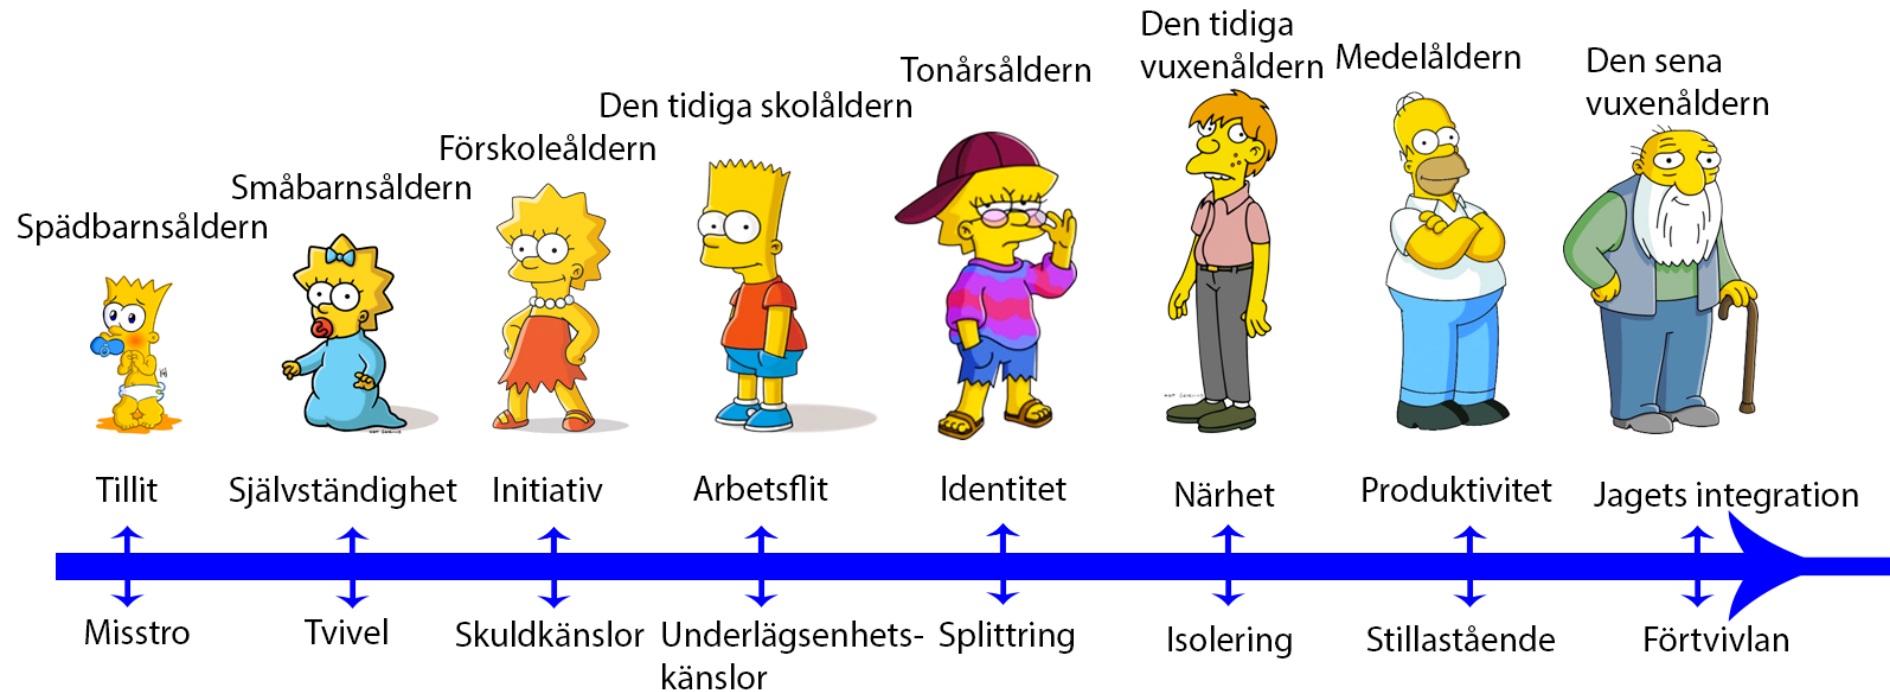 Spädbarnsåldern
Småbarnsåldern
Förskoleåldern
Den tidiga skolåldern
Tonårsåldern
Den tidiga
vuxenåldern
Medelåldern
Den sena
vuxenåldern
Tillit
Självständighet
Initiativ
Arbetsflit
Identitet
Närhet
Produktivitet
Jagets integration
Misstro
Tvivel
Skuldkänslor
Underlägsenhets-
känslor
Splittring
Isolering
Stillastående
Förtvivlan